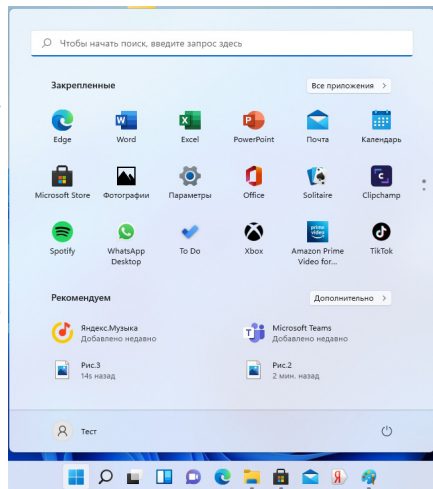 Чтобы начать поиск, введите запрос здесь
Закрепленные
Все приложения >
Edge
Word
Excel
PowerPoint
Почта
Календарь
Microsoft Store
Фотографии
Параметры
Office
Solitaire
Clipchamp
Spotify
WhatsApp
Desktop
To Do
Xbox
prime
video
Amazon Prime
Video for...
TikTok
Рекомендуем
Дополнительно >
Яндекс.Музыка
Добавлено недавно
Microsoft Teams
Добавлено недавно
Рис.3
14s назад
Рис.2
2 мин. назад
Тест